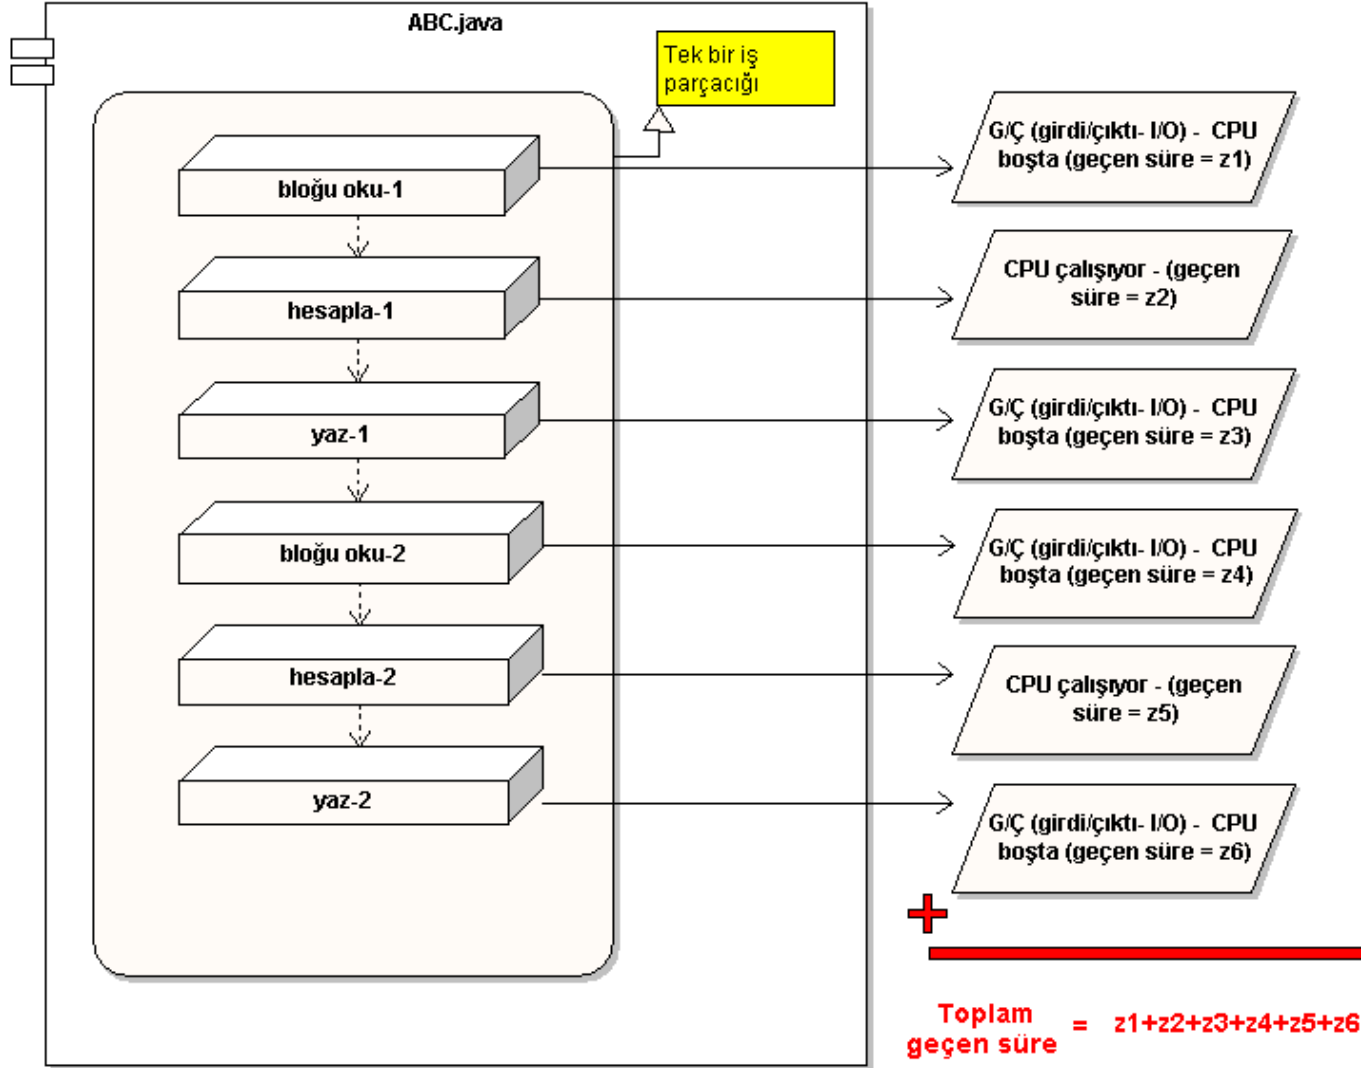 ABC.java
Tek bir iş
parçacığı
bloğu oku-1
G/Ç (girdi/çıktı- I/O) - CPU
boşta (geçen süre = z1)
hesapla-1
CPU çalışıyor - (geçen
süre = z2)
yaz-1
G/Ç (girdi/çıktı- I/O) - CPU
boşta (geçen süre = z3)
bloğu oku-2
G/Ç (girdi/çıktı- I/O) - CPU
boşta (geçen süre = z4)
hesapla-2
CPU çalışıyor - (geçen
süre = z5)
yaz-2
G/Ç (girdi/çıktı- I/O) - CPU
boşta (geçen süre = z6)
+
Toplam
geçen süre = z1+z2+z3+z4+z5+z6